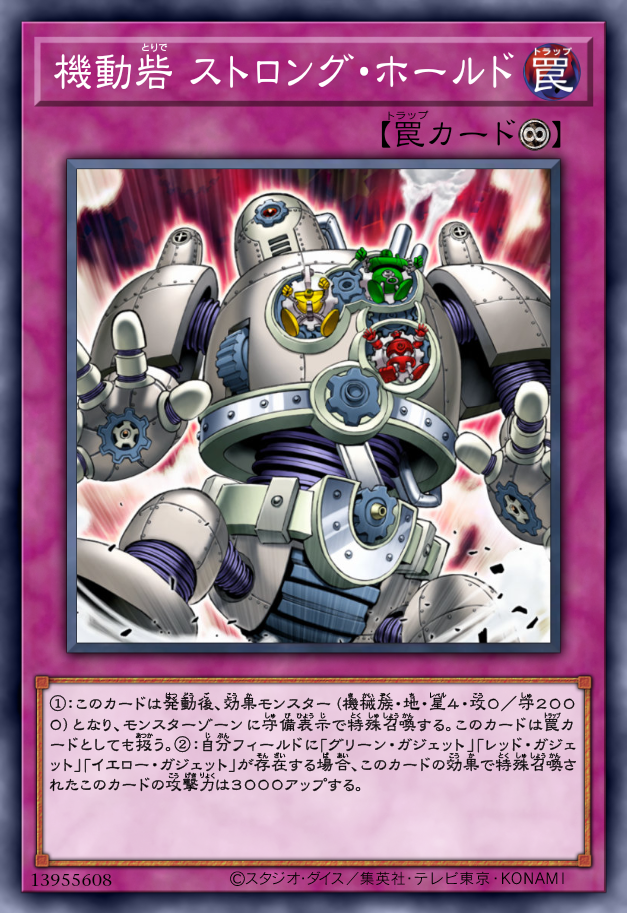 機動砦 ストロング・ホールド 罠
【罠カード】
①：このカードは発動後、効果モンスター（機械族・地・星４・攻０／守２００
０）となり、モンスターゾーンに守備表示で特殊召喚する。このカードは罠カ
ードとしても扱う。②：自分フィールドに「グリーン・ガジェット」「レッド・ガジェ
ット」「イエロー・ガジェット」が存在する場合、このカードの効果で特殊召喚さ
れたこのカードの攻撃力は３０００アップする。
13955608 ©スタジオ・ダイス／集英社・テレビ東京・KONAMI